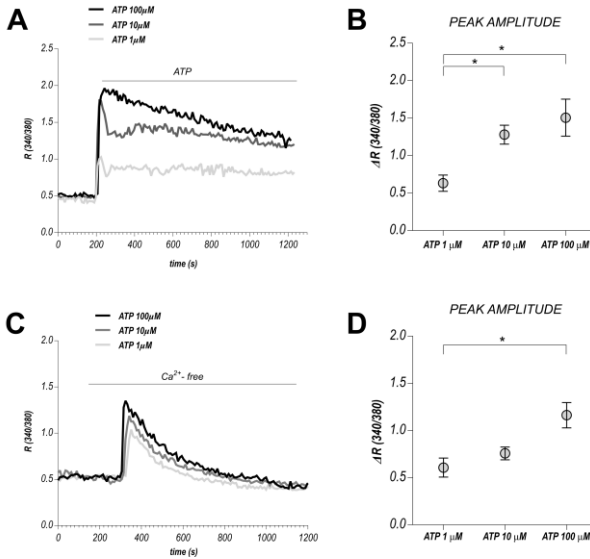 A
ATP 100µM
ATP 10µM
ATP 1µM
ATP
2.5
2.0
1.5
1.0
0.5
0.0
R (340/380)
0 200 400 600 800 1000 1200
time (s)
B
PEAK AMPLITUDE
*
*
2.5
2.0
1.5
1.0
0.5
0.0
ΔR (340/380)
ATP 1 µM ATP 10 µM ATP 100 µM
C
ATP 100µM
ATP 10µM
ATP 1µM
Ca²⁺- free
2.0
1.5
1.0
0.5
0.0
R (340/380)
0 200 400 600 800 1000 1200
time (s)
D
PEAK AMPLITUDE
*
2.0
1.5
1.0
0.5
0.0
ΔR (340/380)
ATP 1 µM ATP 10 µM ATP 100 µM